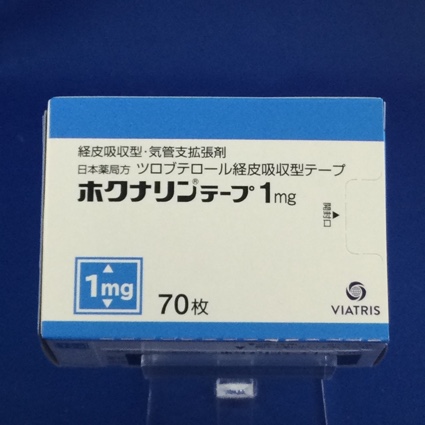 経皮吸収型・気管支拡張剤
日本薬局方 ツロブテロール経皮吸収型テープ
ホクナリン®テープ1mg
開封口
1mg
70枚
VIATRIS